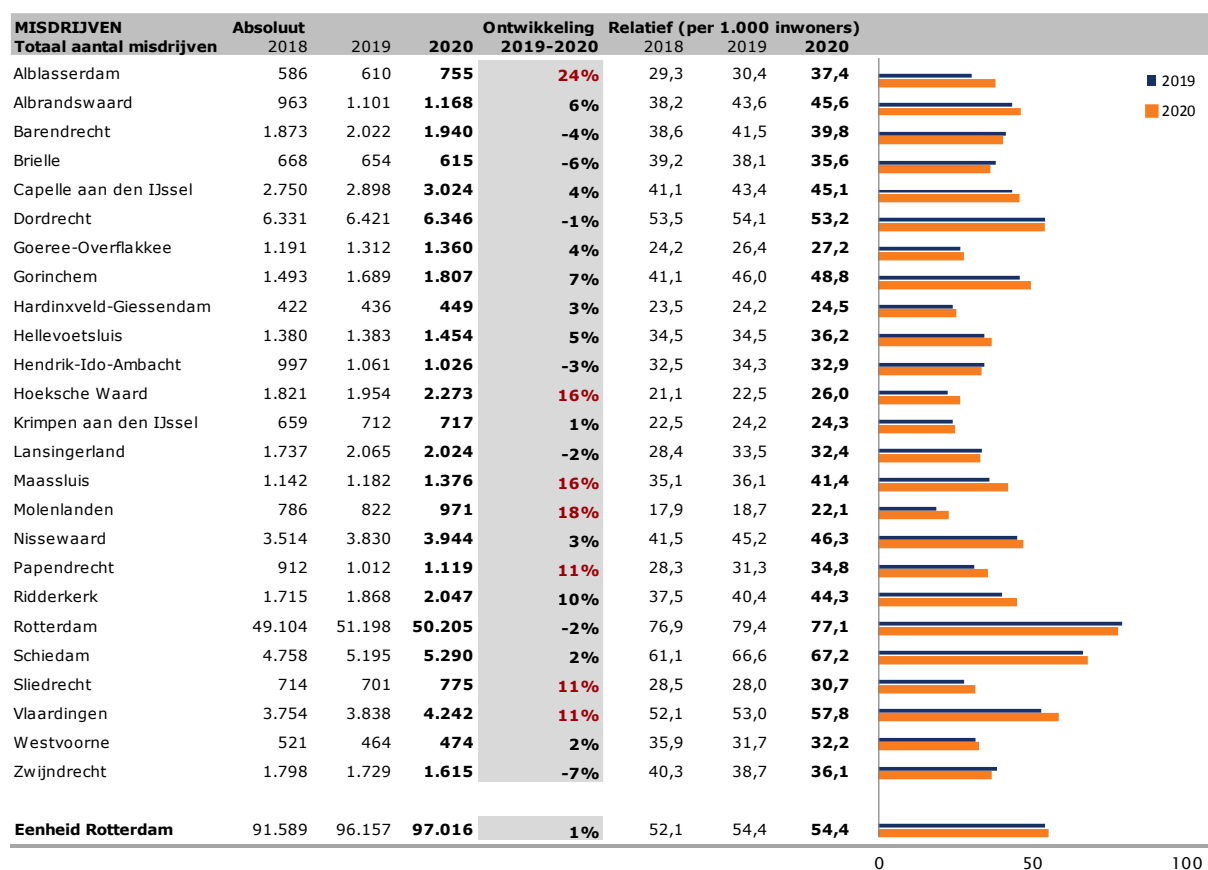 MISDRIJVEN Absoluut Ontwikkeling Relatief (per 1.000 inwoners)
Totaal aantal misdrijven 2018 2019 2020 2019-2020 2018 2019 2020
Alblasserdam 586 610 755 24% 29,3 30,4 37,4
2019
Albrandswaard 963 1.101 1.168 6% 38,2 43,6 45,6
2020
Barendrecht 1.873 2.022 1.940 -4% 38,6 41,5 39,8
Brielle 668 654 615 -6% 39,2 38,1 35,6
Capelle aan den IJssel 2.750 2.898 3.024 4% 41,1 43,4 45,1
Dordrecht 6.331 6.421 6.346 -1% 53,5 54,1 53,2
Goeree-Overflakkee 1.191 1.312 1.360 4% 24,2 26,4 27,2
Gorinchem 1.493 1.689 1.807 7% 41,1 46,0 48,8
Hardinxveld-Giessendam 422 436 449 3% 23,5 24,2 24,5
Hellevoetsluis 1.380 1.383 1.454 5% 34,5 34,5 36,2
Hendrik-Ido-Ambacht 997 1.061 1.026 -3% 32,5 34,3 32,9
Hoeksche Waard 1.821 1.954 2.273 16% 21,1 22,5 26,0
Krimpen aan den IJssel 659 712 717 1% 22,5 24,2 24,3
Lansingerland 1.737 2.065 2.024 -2% 28,4 33,5 32,4
Maassluis 1.142 1.182 1.376 16% 35,1 36,1 41,4
Molenlanden 786 822 971 18% 17,9 18,7 22,1
Nissewaard 3.514 3.830 3.944 3% 41,5 45,2 46,3
Papendrecht 912 1.012 1.119 11% 28,3 31,3 34,8
Ridderkerk 1.715 1.868 2.047 10% 37,5 40,4 44,3
Rotterdam 49.104 51.198 50.205 -2% 76,9 79,4 77,1
Schiedam 4.758 5.195 5.290 2% 61,1 66,6 67,2
Sliedrecht 714 701 775 11% 28,5 28,0 30,7
Vlaardingen 3.754 3.838 4.242 11% 52,1 53,0 57,8
Westvoorne 521 464 474 2% 35,9 31,7 32,2
Zwijndrecht 1.798 1.729 1.615 -7% 40,3 38,7 36,1
Eenheid Rotterdam 91.589 96.157 97.016 1% 52,1 54,4 54,4
0 50 100